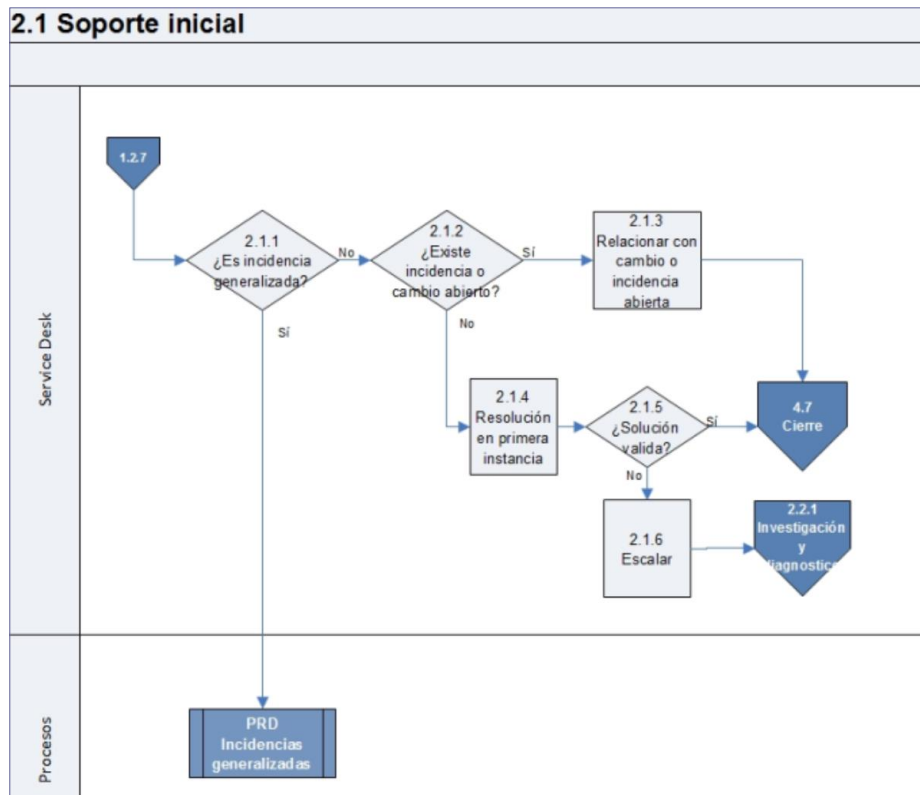 2.1 Soporte inicial
Service Desk
1.2.7
2.1.1
¿Es incidencia
generalizada?
No
Sí
2.1.2
¿Existe
incidencia o
cambio abierto?
Sí
No
2.1.3
Relacionar con
cambio o
incidencia
abierta
2.1.4
Resolución
en primera
instancia
2.1.5
¿Solución
valida?
Sí
No
4.7
Cierre
2.1.6
Escalar
2.2.1
Investigación
y
diagnostico
Procesos
PRD
Incidencias
generalizadas